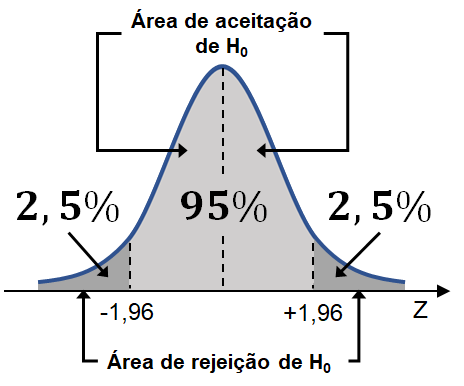 Área de aceitação
de H₀
2,5% 95% 2,5%
-1,96 +1,96 Z
Área de rejeição de H₀